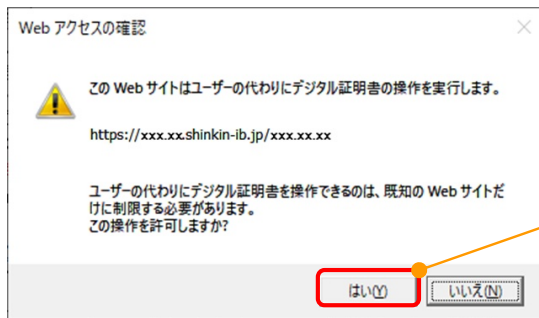 Web アクセスの確認
この Web サイトはユーザーの代わりにデジタル証明書の操作を実行します。
https://xxx.xx.shinkin-ib.jp/xxx.xx.xx
ユーザーの代わりにデジタル証明書を操作できるのは、既知の Web サイトだ
けに制限する必要があります。
この操作を許可しますか?
はい(Y) いいえ(N)